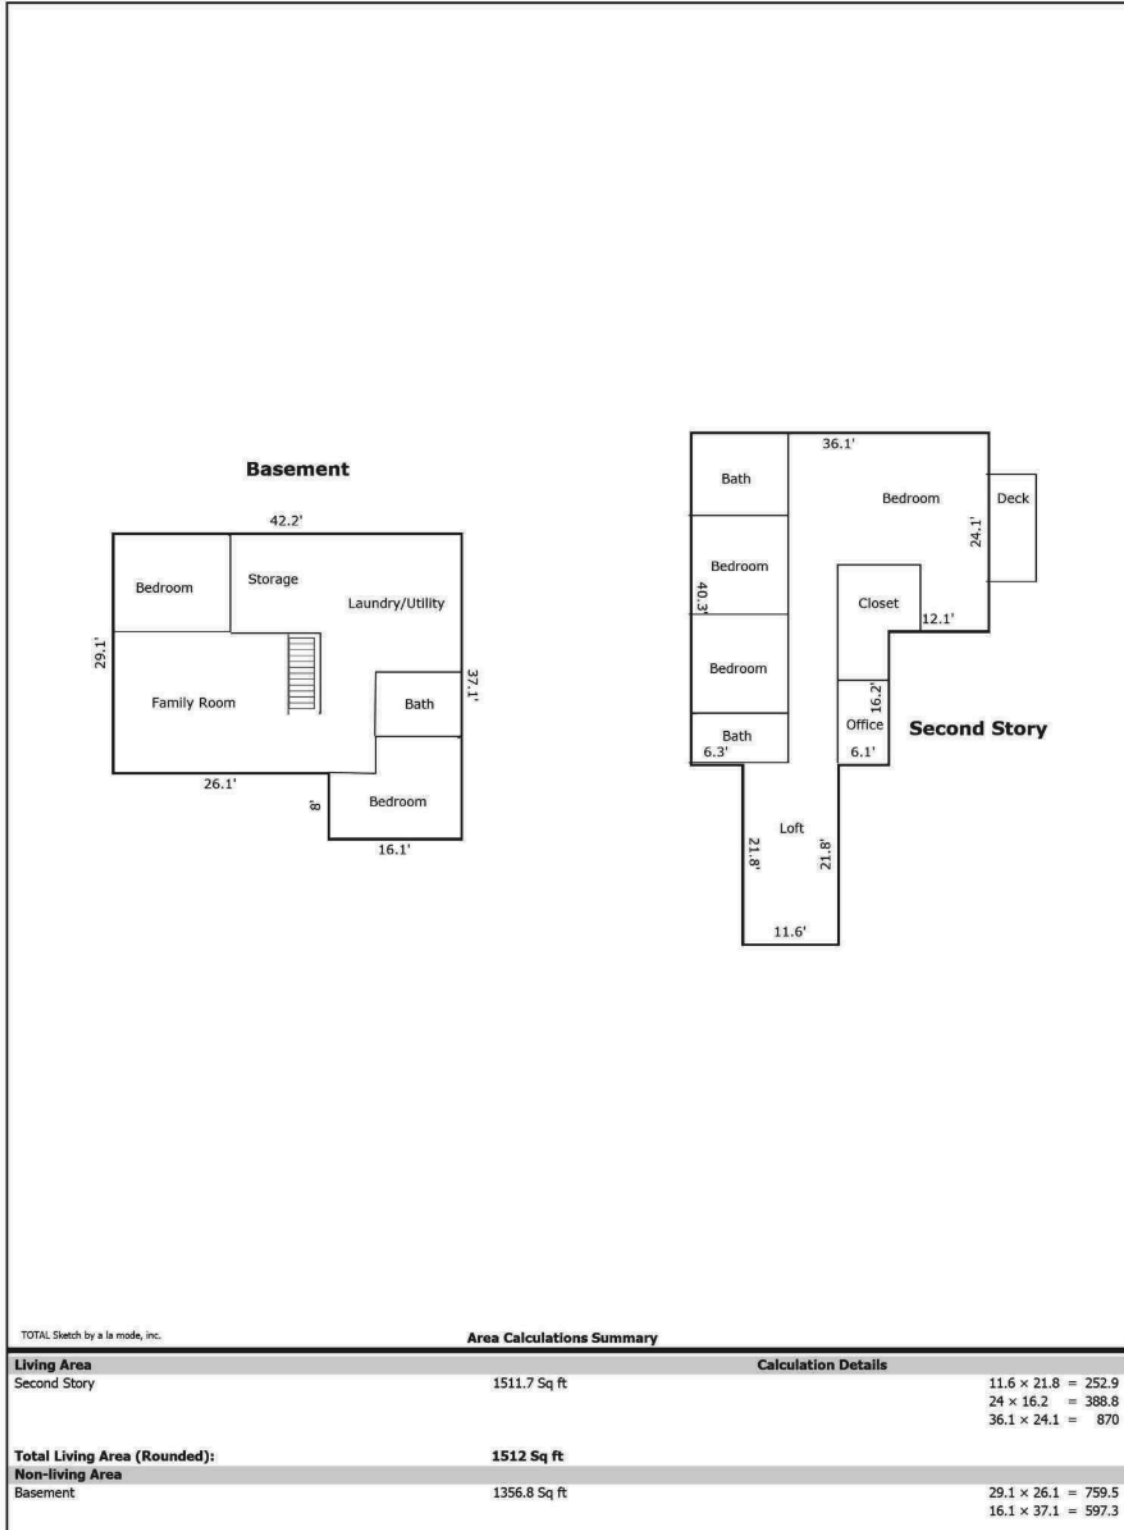 Basement
42.2'
Bedroom
Storage
Laundry/Utility
29.1'
Family Room
Bath
37.1'
26.1'
8'
Bedroom
16.1'
36.1'
Bath
Bedroom
Deck
24.1'
Bedroom
40.3'
Closet
12.1'
Bedroom
16.2'
Bath
Office
Second Story
6.3'
6.1'
Loft
21.8'
21.8'
11.6'
TOTAL Sketch by a la mode, inc.
Area Calculations Summary
Living Area Calculation Details
Second Story 1511.7 Sq ft 11.6 × 21.8 = 252.9
24 × 16.2 = 388.8
36.1 × 24.1 = 870
Total Living Area (Rounded): 1512 Sq ft
Non-living Area
Basement 1356.8 Sq ft 29.1 × 26.1 = 759.5
16.1 × 37.1 = 597.3